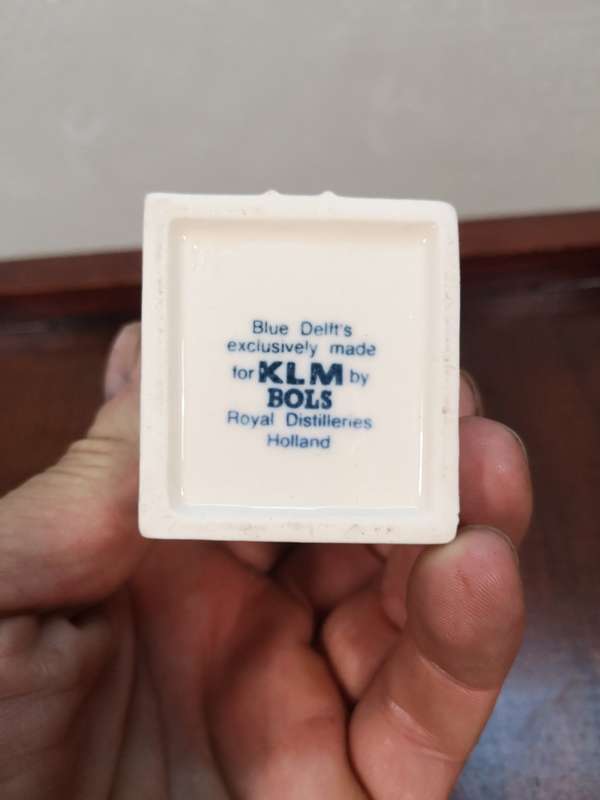 Blue Delft's
exclusively made
for KLM by
BOLS
Royal Distilleries
Holland